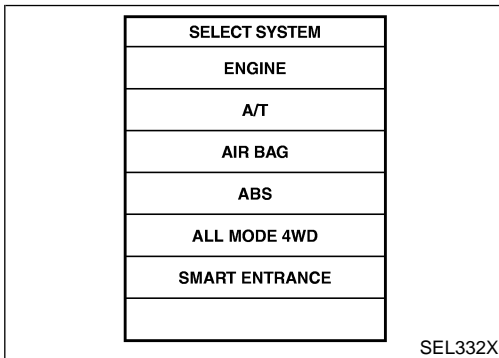 SELECT SYSTEM
ENGINE
A/T
AIR BAG
ABS
ALL MODE 4WD
SMART ENTRANCE
SEL332X